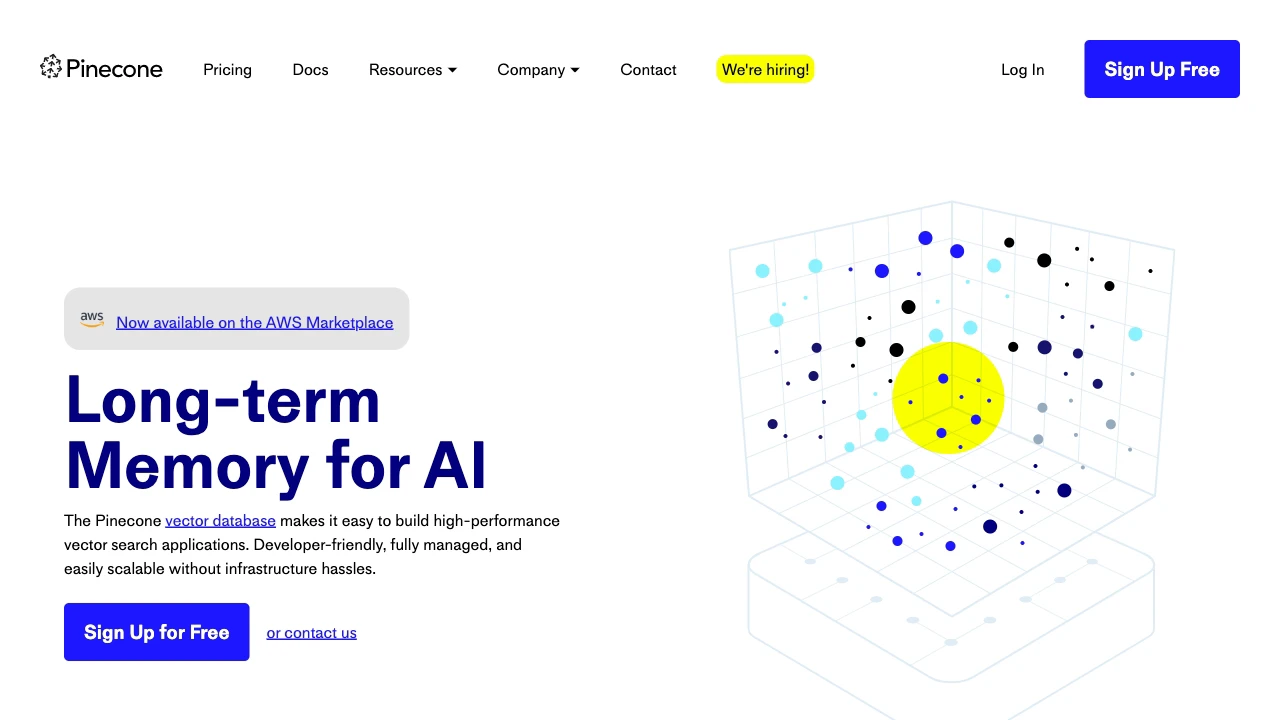 Pinecone
Pricing
Docs
Resources
Company
Contact
We're hiring!
Log In
Sign Up Free
aws
Now available on the AWS Marketplace
Long-term
Memory for AI
The Pinecone vector database makes it easy to build high-performance
vector search applications. Developer-friendly, fully managed, and
easily scalable without infrastructure hassles.
Sign Up for Free
or contact us